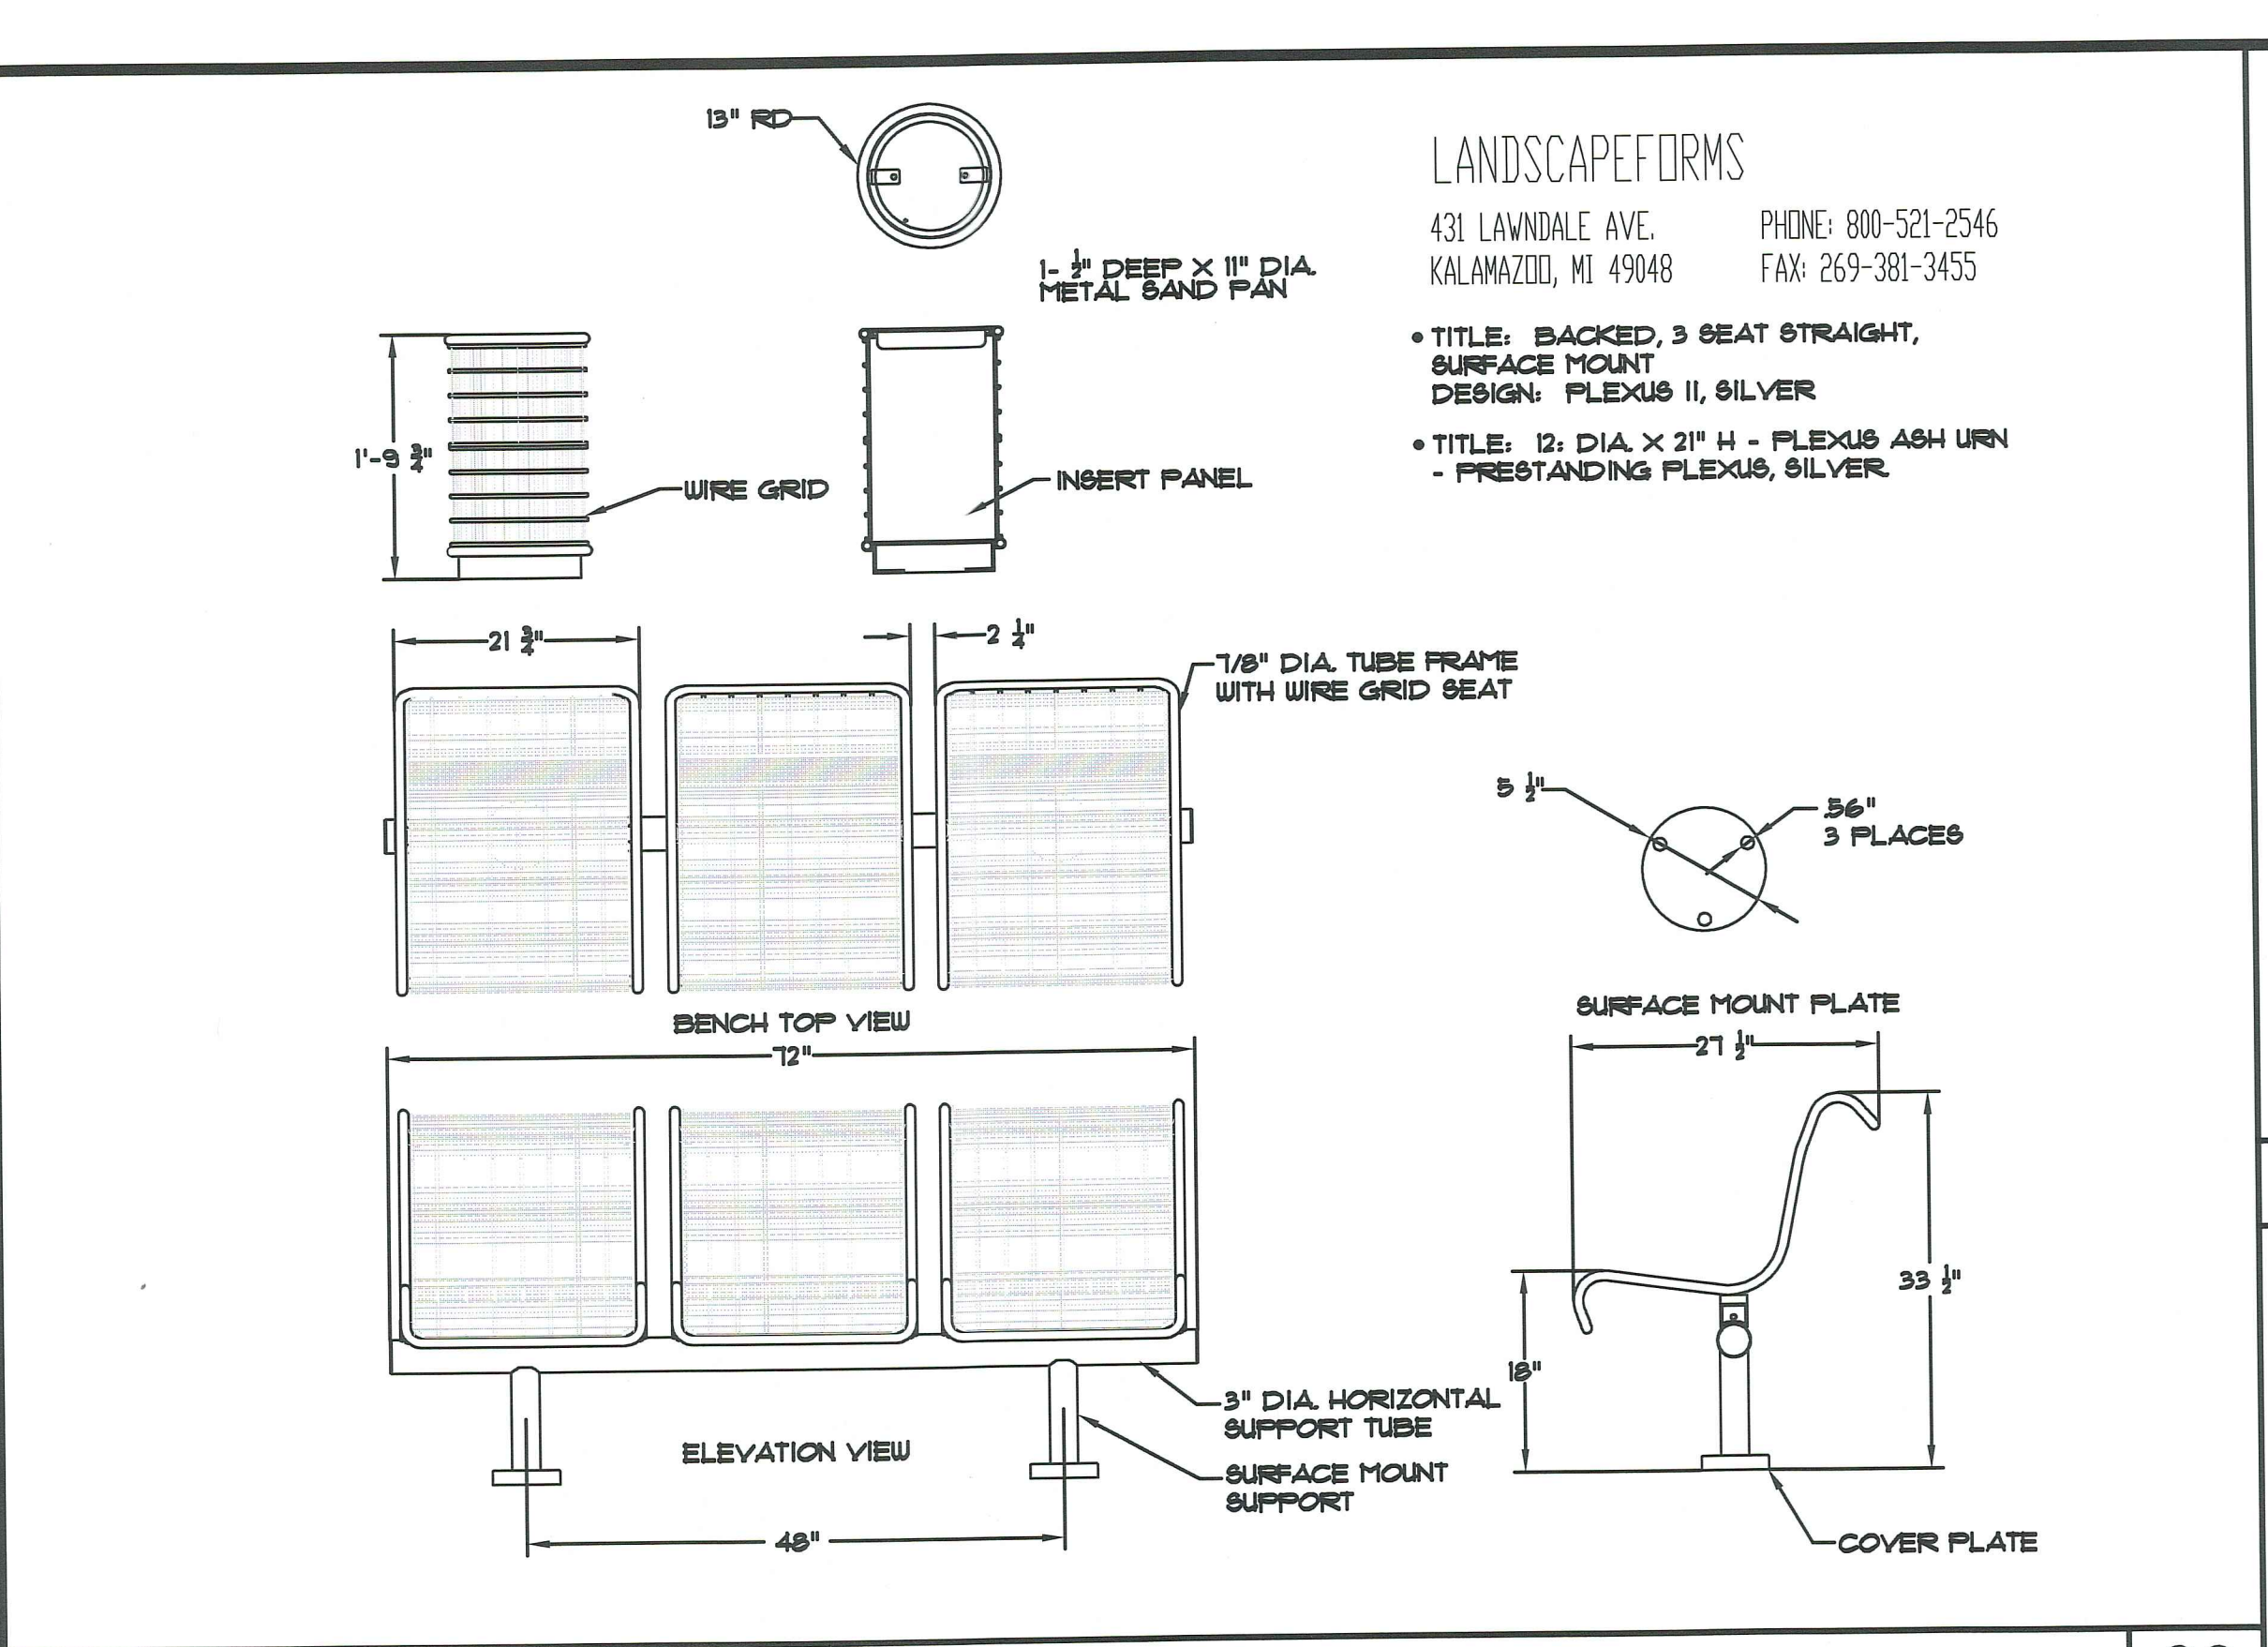 13" RD
LANDSCAPEFORMS
431 LAWNDALE AVE.
KALAMAZOO, MI 49048
PHONE: 800-521-2546
FAX: 269-381-3455
1- 1/2" DEEP X 11" DIA.
METAL SAND PAN
• TITLE: BACKED, 3 SEAT STRAIGHT,
SURFACE MOUNT
DESIGN: PLEXUS II, SILVER
• TITLE: 12: DIA. X 21" H - PLEXUS ASH URN
- PRESTANDING PLEXUS, SILVER
1'-9 3/4"
WIRE GRID
INSERT PANEL
21 3/4"
2 1/4"
7/8" DIA. TUBE FRAME
WITH WIRE GRID SEAT
5 1/2"
.56"
3 PLACES
SURFACE MOUNT PLATE
BENCH TOP VIEW
72"
27 1/2"
33 1/2"
18"
3" DIA. HORIZONTAL
SUPPORT TUBE
ELEVATION VIEW
SURFACE MOUNT
SUPPORT
48"
COVER PLATE